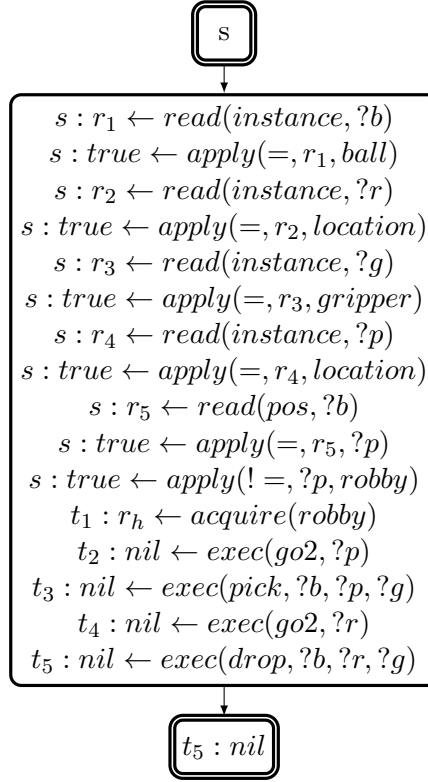 s
s : r₁ ← read(instance, ?b)
s : true ← apply(=, r₁, ball)
s : r₂ ← read(instance, ?r)
s : true ← apply(=, r₂, location)
s : r₃ ← read(instance, ?g)
s : true ← apply(=, r₃, gripper)
s : r₄ ← read(instance, ?p)
s : true ← apply(=, r₄, location)
s : r₅ ← read(pos, ?b)
s : true ← apply(=, r₅, ?p)
s : true ← apply(! =, ?p, robby)
t₁ : rₕ ← acquire(robby)
t₂ : nil ← exec(go2, ?p)
t₃ : nil ← exec(pick, ?b, ?p, ?g)
t₄ : nil ← exec(go2, ?r)
t₅ : nil ← exec(drop, ?b, ?r, ?g)
t₅ : nil